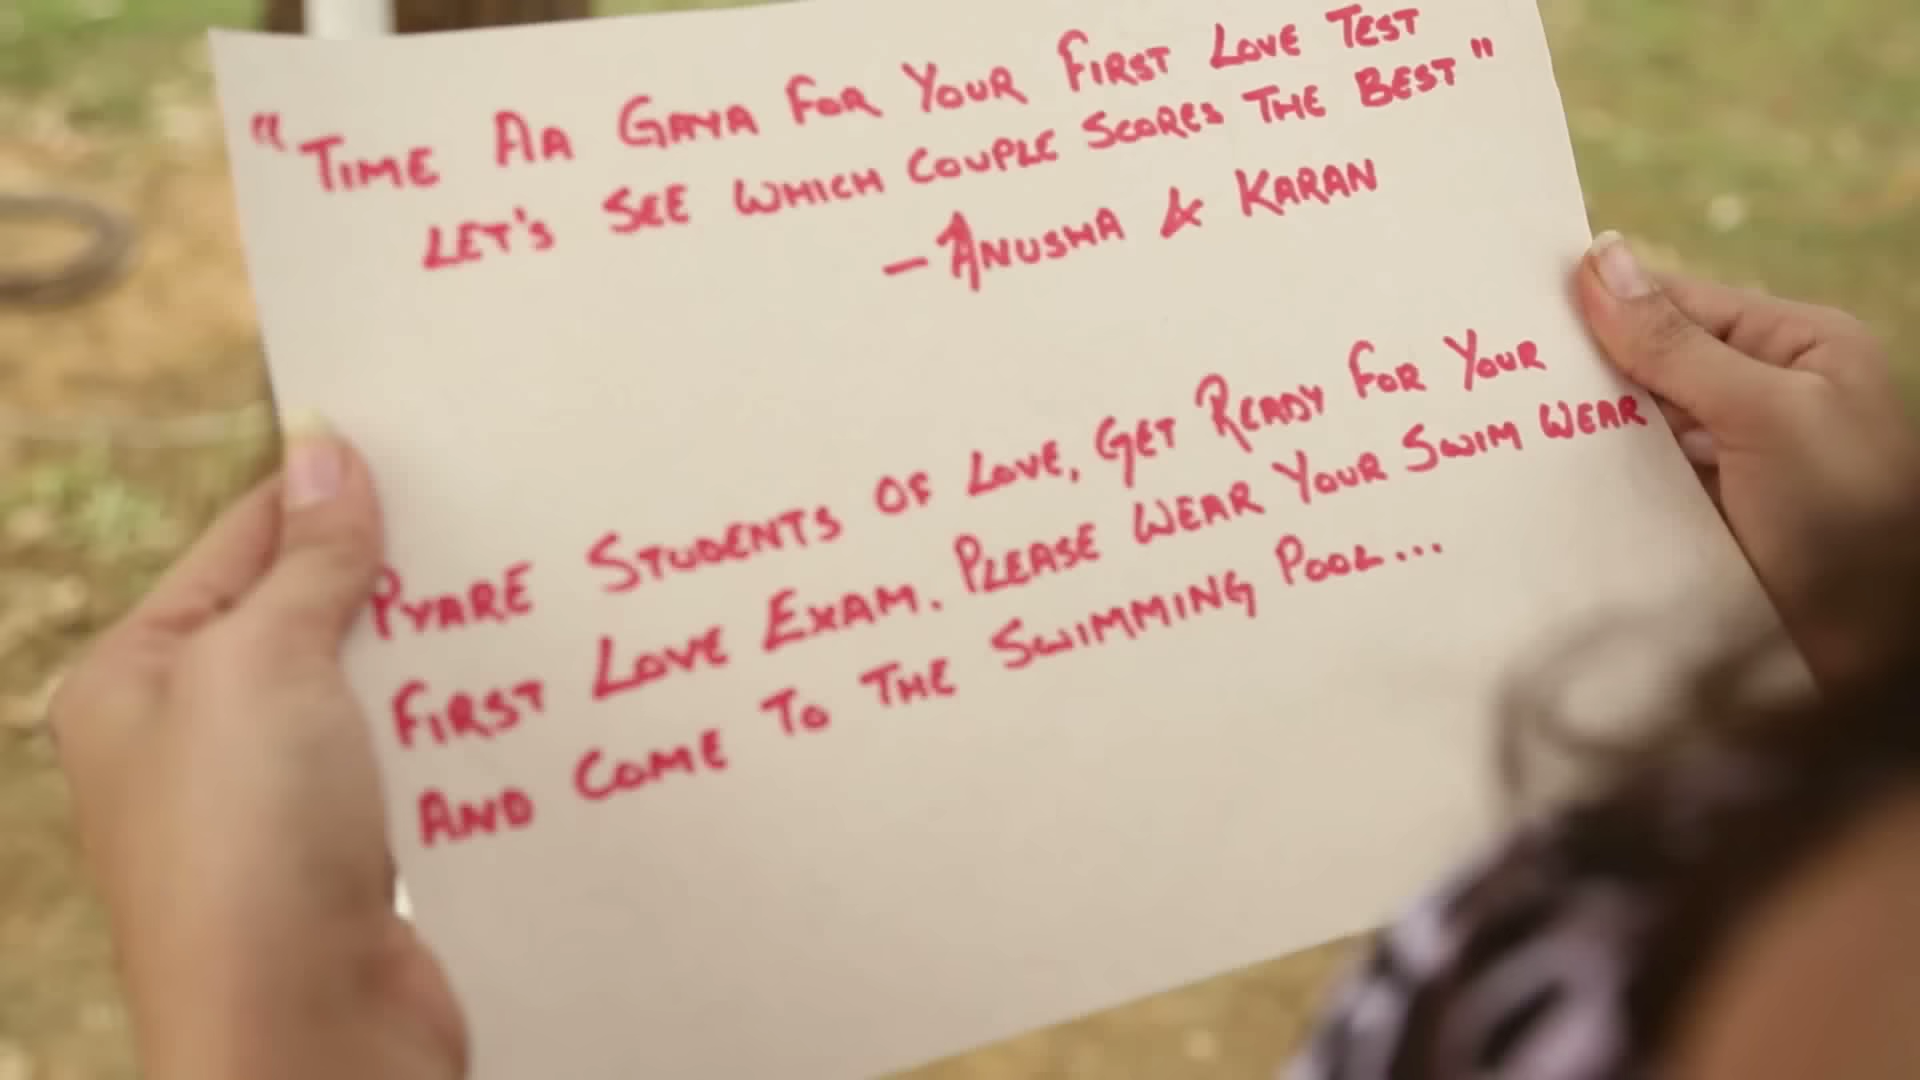 "TIME AA GAYA FOR YOUR FIRST LOVE TEST
LET'S SEE WHICH COUPLE SCORES THE BEST"
- ANUSHA & KARAN
PYARE STUDENTS OF LOVE, GET READY FOR YOUR
FIRST LOVE EXAM. PLEASE WEAR YOUR SWIM WEAR
AND COME TO THE SWIMMING POOL...